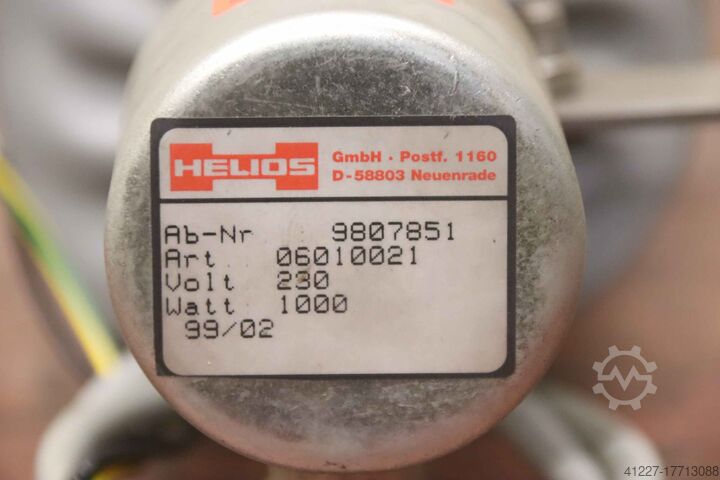 HELIOS
GmbH · Postf. 1160
D-58803 Neuenrade
Ab-Nr 9807851
Art 06010021
Volt 230
Watt 1000
99/02
41227-17713088